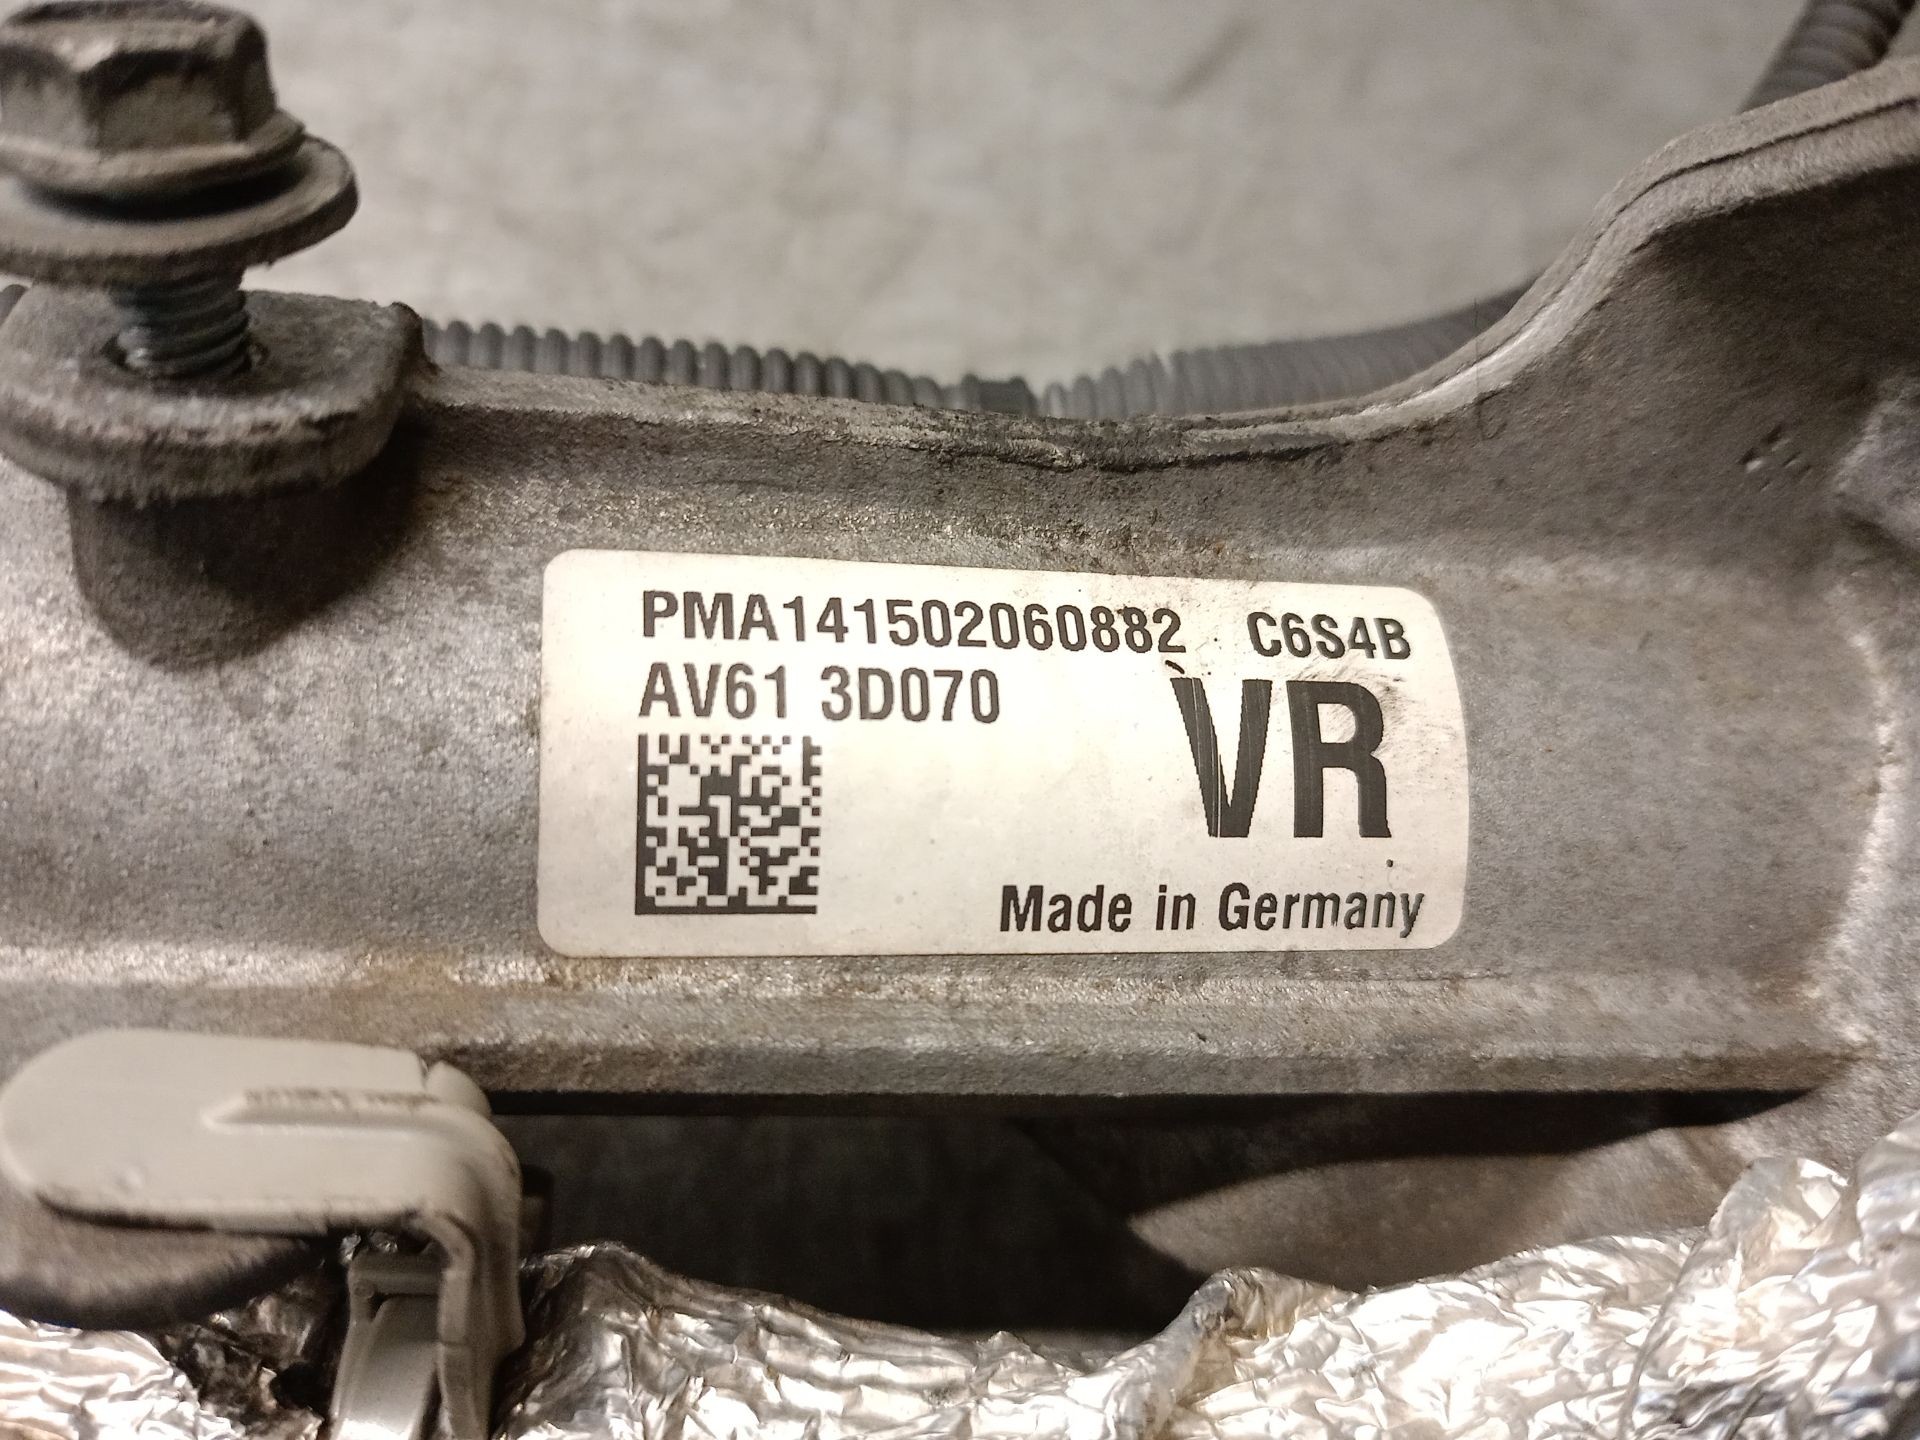 PMA141502060882 C6S4B
AV61 3D070
VR
Made in Germany